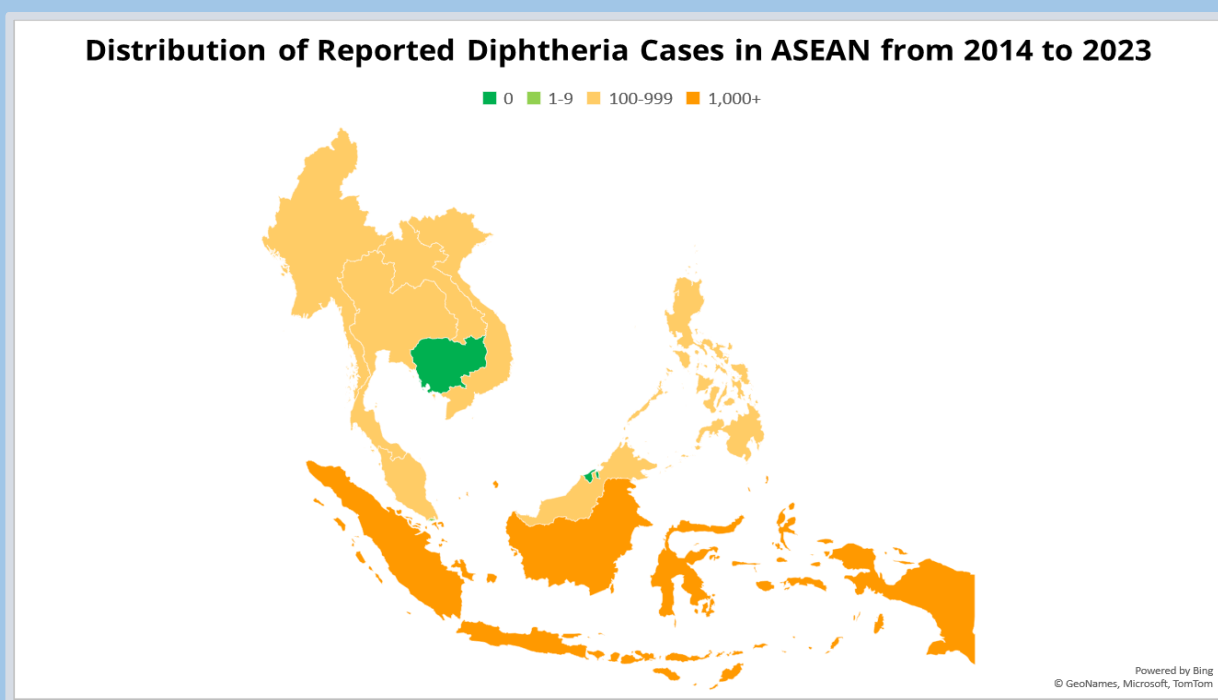 Distribution of Reported Diphtheria Cases in ASEAN from 2014 to 2023
0 1-9 100-999 1,000+
Powered by Bing
© GeoNames, Microsoft, TomTom